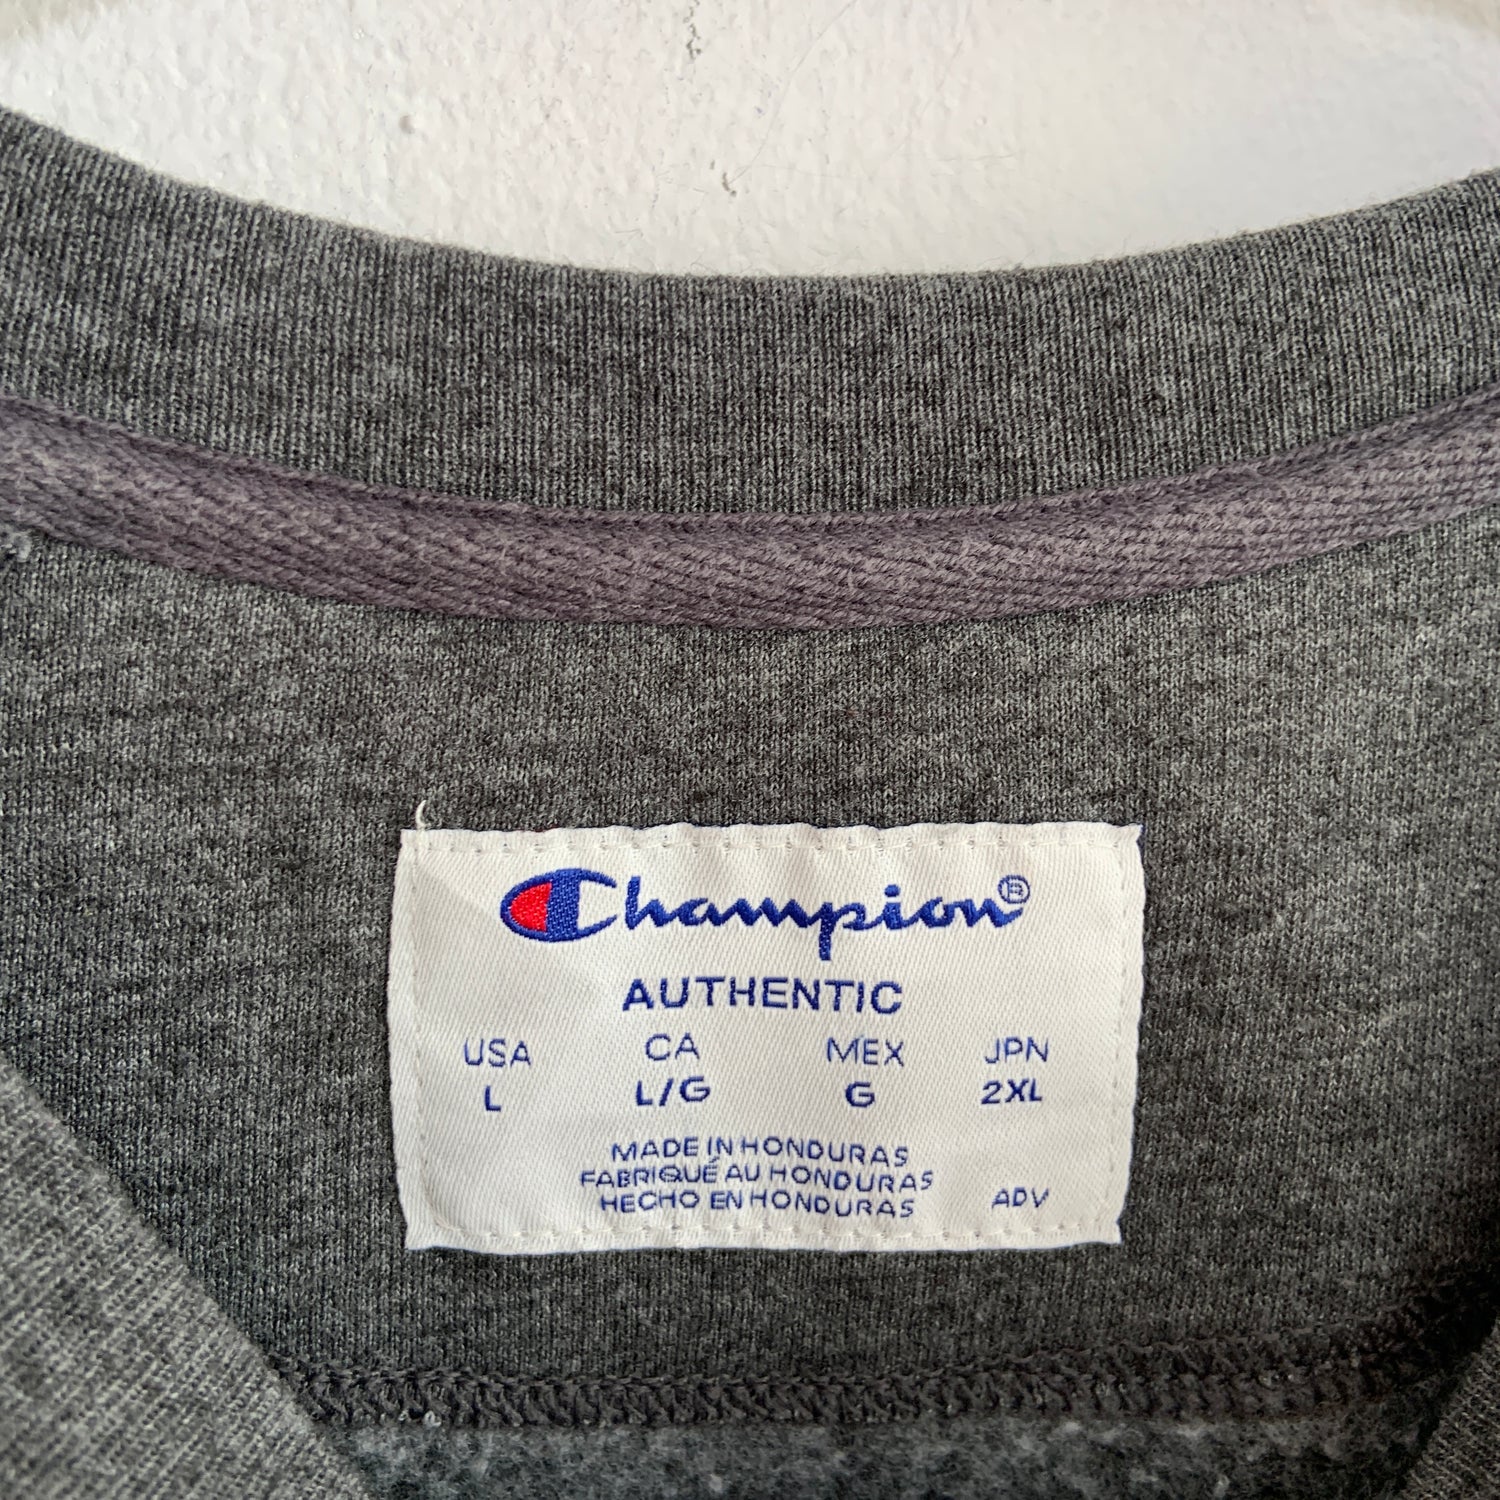 Champion®
AUTHENTIC
USA CA MEX JPN
L L/G G 2XL
MADE IN HONDURAS
FABRIQUÉ AU HONDURAS
HECHO EN HONDURAS ADV